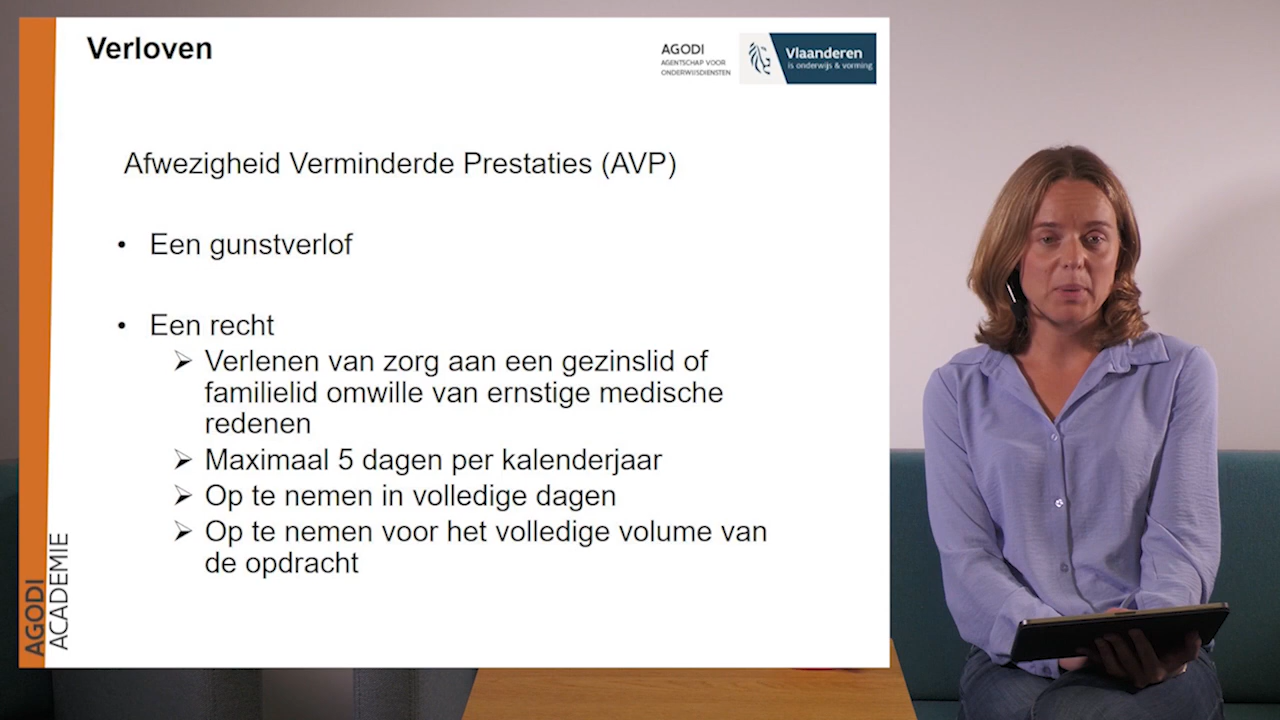 Verloven
AGODI
AGENTSCHAP VOOR
ONDERWIJSDIENSTEN
Vlaanderen
is onderwijs & vorming
Afwezigheid Verminderde Prestaties (AVP)
• Een gunstverlof
• Een recht
➢ Verlenen van zorg aan een gezinslid of
familielid omwille van ernstige medische
redenen
➢ Maximaal 5 dagen per kalenderjaar
➢ Op te nemen in volledige dagen
➢ Op te nemen voor het volledige volume van
de opdracht
AGODI
ACADEMIE